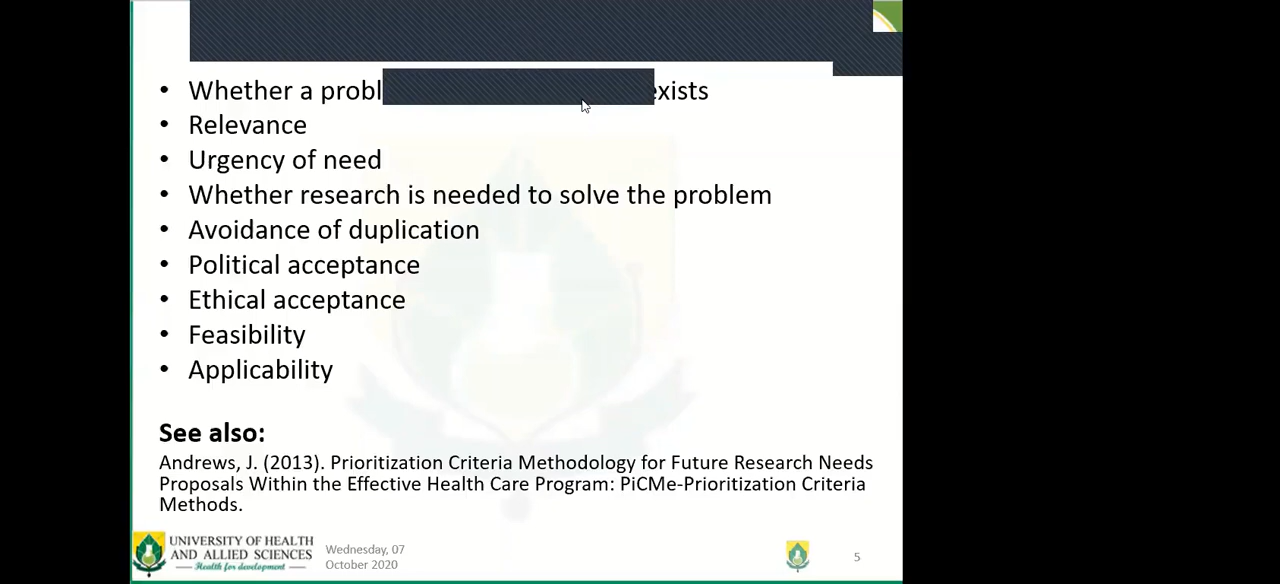 • Whether a exists
• Relevance
• Urgency of need
• Whether research is needed to solve the problem
• Avoidance of duplication
• Political acceptance
• Ethical acceptance
• Feasibility
• Applicability
See also:
Andrews, J. (2013). Prioritization Criteria Methodology for Future Research Needs
Proposals Within the Effective Health Care Program: PiCMe-Prioritization Criteria
Methods.
UNIVERSITY OF HEALTH
AND ALLIED SCIENCES
Health for development
Wednesday, 07
October 2020
5